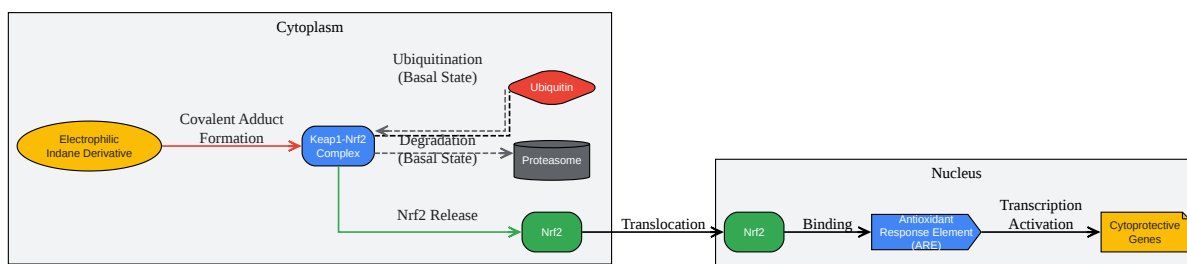 Cytoplasm
Ubiquitination
(Basal State)
Ubiquitin
Covalent Adduct
Formation
Electrophilic
Indane Derivative
Keap1-Nrf2
Complex
Degradation
(Basal State)
Proteasome
Nrf2 Release
Nrf2
Translocation
Nucleus
Nrf2
Binding
Antioxidant
Response Element
(ARE)
Transcription
Activation
Cytoprotective
Genes